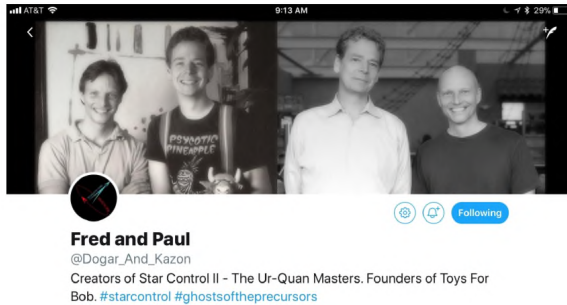 AT&T 9:13 AM 29%
PSYCOTIC
PINEAPPLE
Following
Fred and Paul
@Dogar_And_Kazon
Creators of Star Control II - The Ur-Quan Masters. Founders of Toys For
Bob. #starcontrol #ghostsoftheprecursors